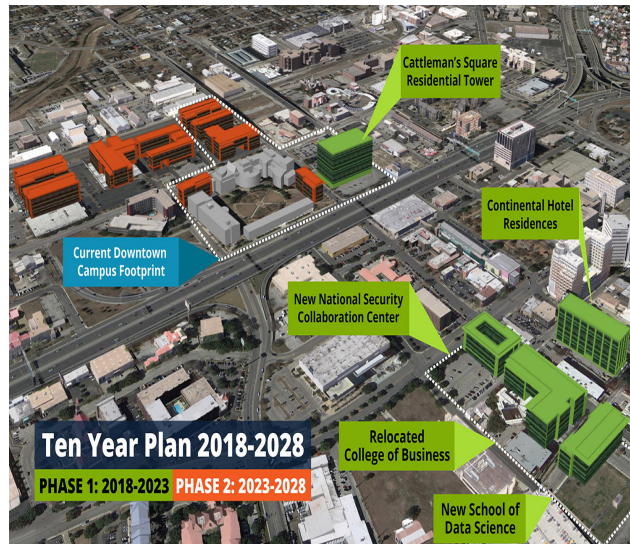 Cattleman's Square
Residential Tower
Continental Hotel
Residences
Current Downtown
Campus Footprint
New National Security
Collaboration Center
Ten Year Plan 2018-2028
PHASE 1: 2018-2023 PHASE 2: 2023-2028
Relocated
College of Business
New School of
Data Science